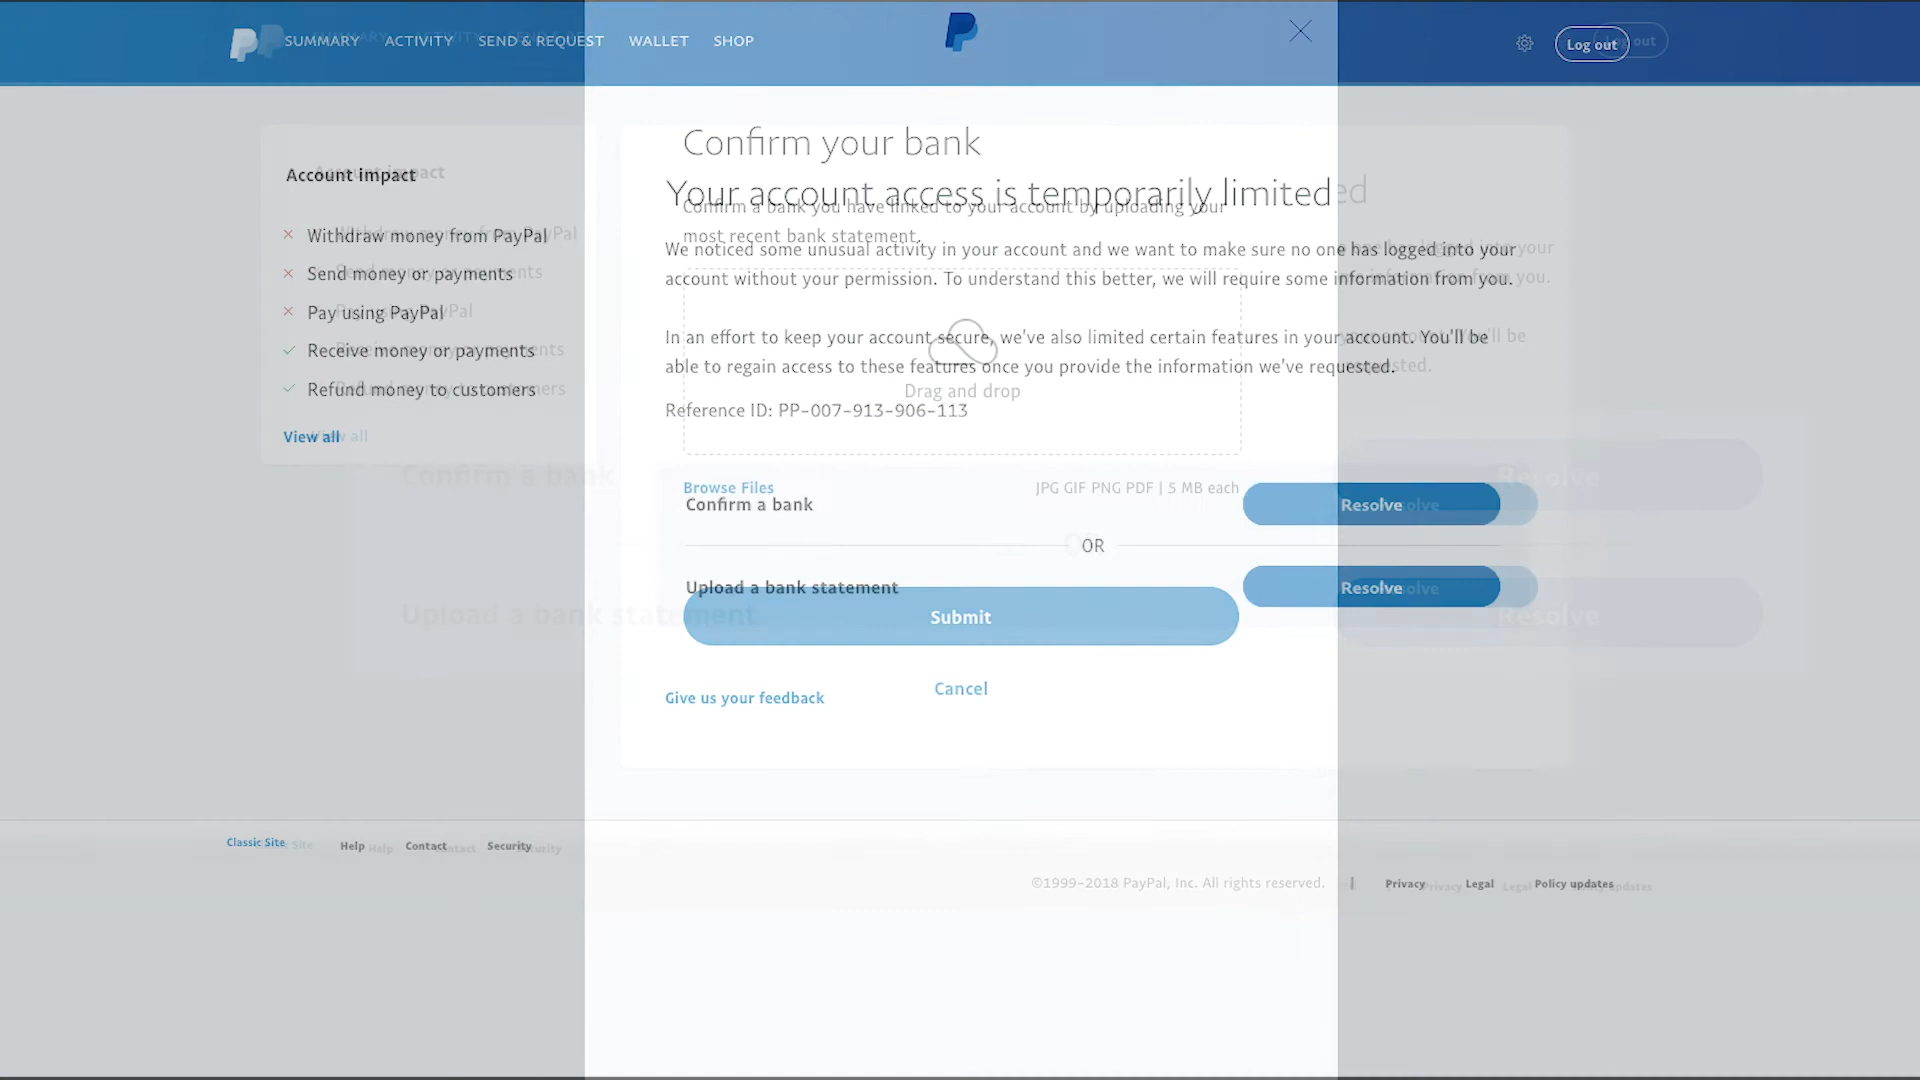 SUMMARY
ACTIVITY
SEND & REQUEST
WALLET
SHOP
Log out
Account impact
Withdraw money from PayPal
Send money or payments
Pay using PayPal
Receive money or payments
Refund money to customers
View all
Confirm your bank
Your account access is temporarily limited
Confirm a bank you have linked to your account by uploading your
most recent bank statement.
We noticed some unusual activity in your account and we want to make sure no one has logged into your
account without your permission. To understand this better, we will require some information from you.
In an effort to keep your account secure, we've also limited certain features in your account. You'll be
able to regain access to these features once you provide the information we've requested.
Drag and drop
Reference ID: PP-007-913-906-113
Browse Files
JPG GIF PNG PDF | 5 MB each
Confirm a bank
Resolve
Confirm a bank
Resolve
OR
Upload a bank statement
Resolve
Upload a bank statement
Resolve
Submit
Cancel
Give us your feedback
Classic Site
Help
Contact
Security
©1999-2018 PayPal, Inc. All rights reserved.
|
Privacy
Legal
Policy updates